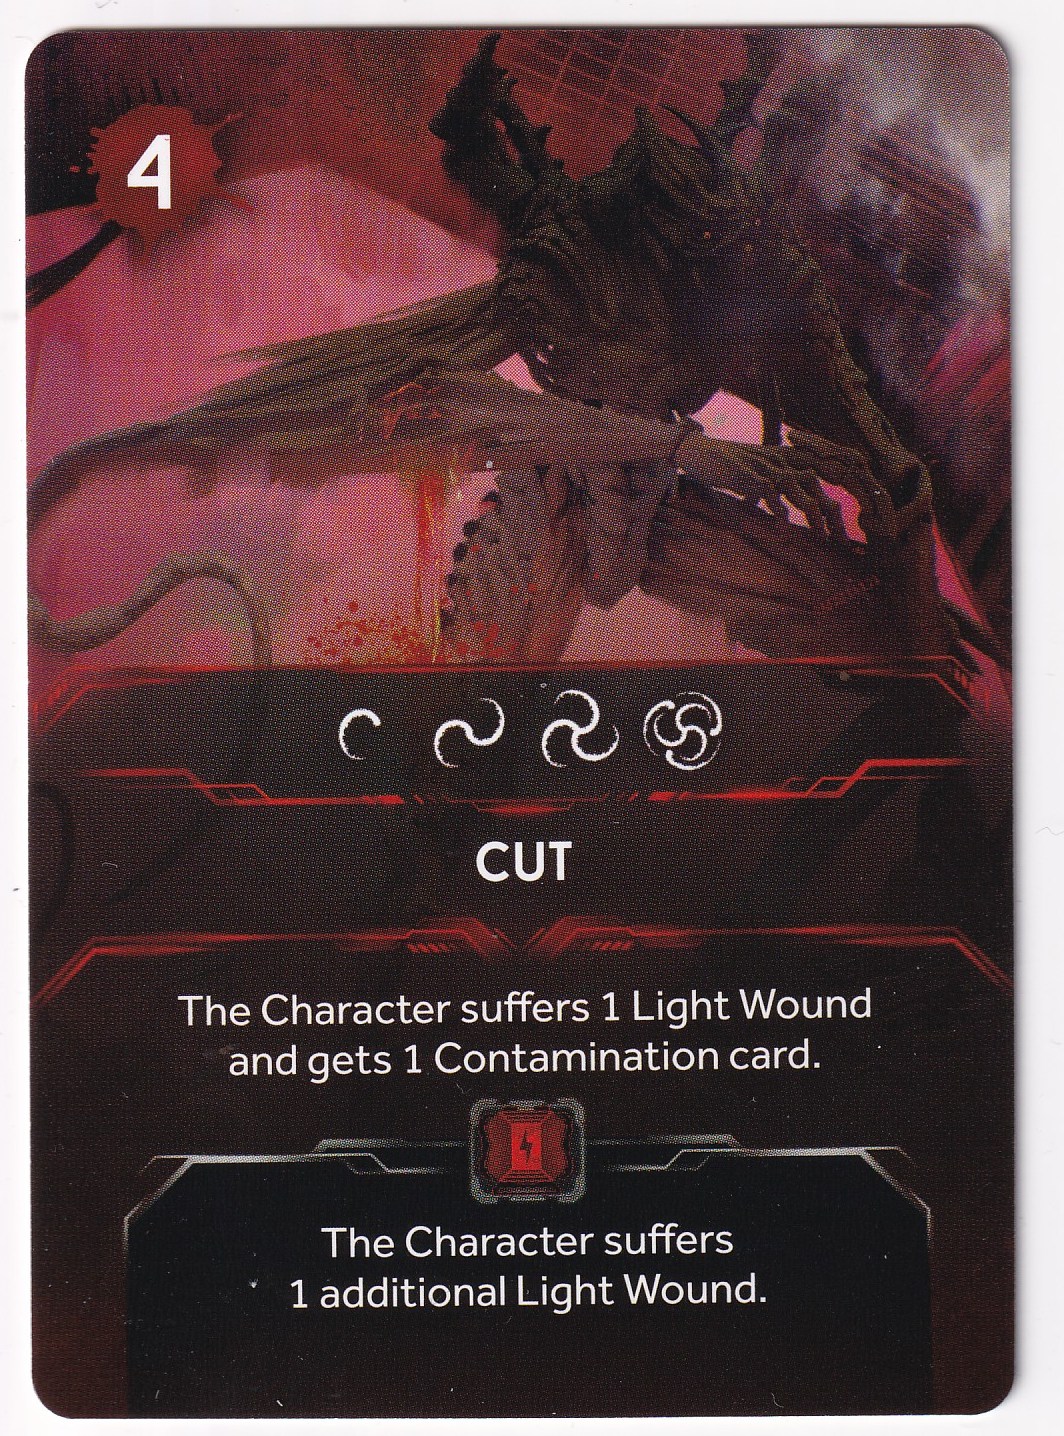 4
CUT
The Character suffers 1 Light Wound
and gets 1 Contamination card.
The Character suffers
1 additional Light Wound.